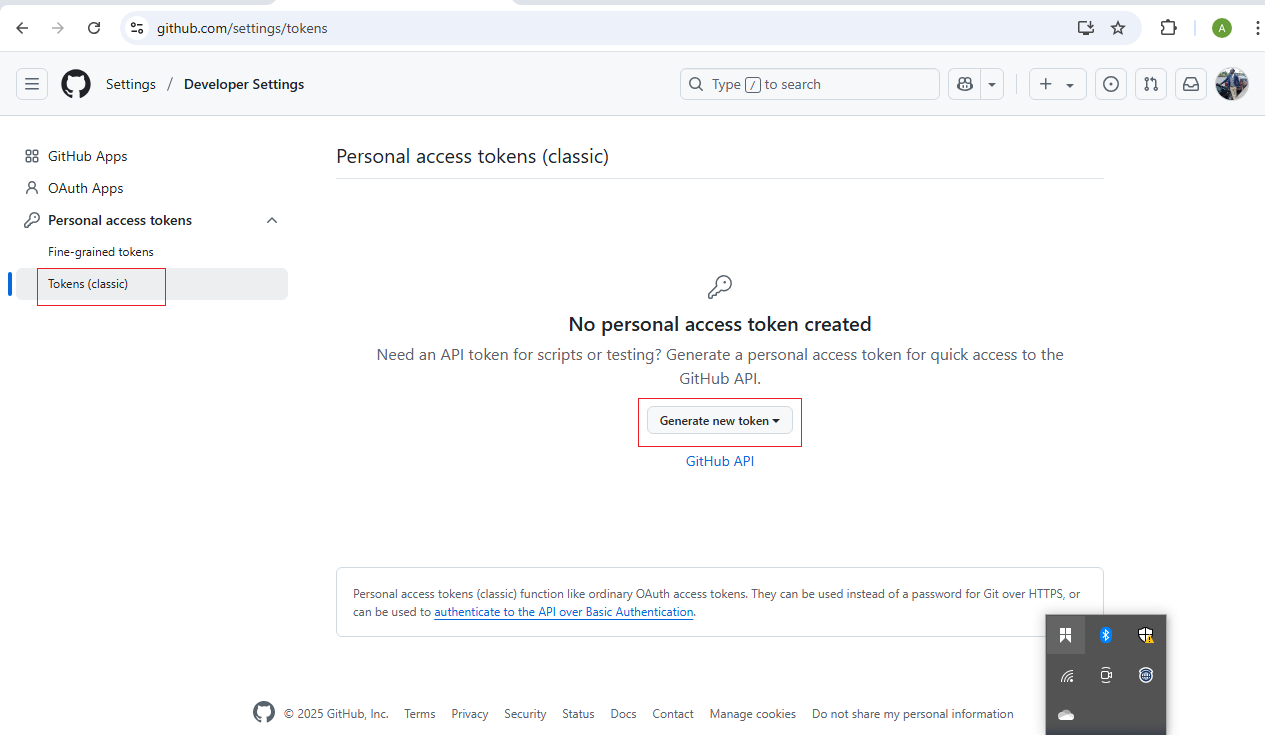 github.com/settings/tokens
A
Settings / Developer Settings
Type / to search
GitHub Apps
OAuth Apps
Personal access tokens
Fine-grained tokens
Tokens (classic)
Personal access tokens (classic)
No personal access token created
Need an API token for scripts or testing? Generate a personal access token for quick access to the
GitHub API.
Generate new token
GitHub API
Personal access tokens (classic) function like ordinary OAuth access tokens. They can be used instead of a password for Git over HTTPS, or
can be used to authenticate to the API over Basic Authentication.
© 2025 GitHub, Inc. Terms Privacy Security Status Docs Contact Manage cookies Do not share my personal information